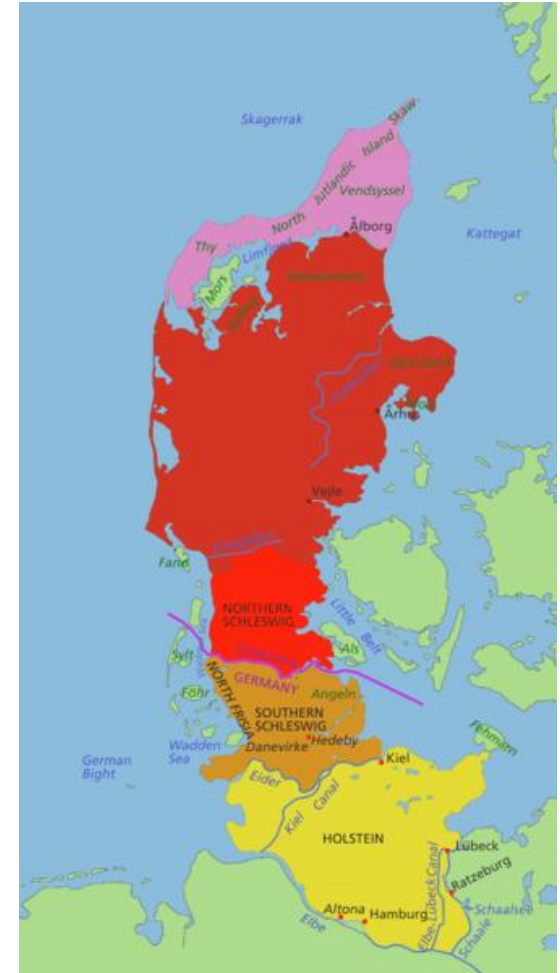 Skaw
Skagerrak
North Jutlandic Island
Vendsyssel
Thy
Ålborg
Limfjord
Kattegat
Mors
Århus
Vejle
Fanø
NORTHERN
SCHLESWIG
Little Belt
Als
Sylt
GERMANY
NORTH FRISIA
Angeln
Föhr
SOUTHERN
SCHLESWIG
Hedeby
Danevirke
Wadden
Sea
German
Bight
Fehmarn
Kiel
Eider
Kiel Canal
HOLSTEIN
Lübeck
Elbe-Lübeck Canal
Ratzeburg
Schaalsee
Altona
Hamburg
Elbe
Schaale